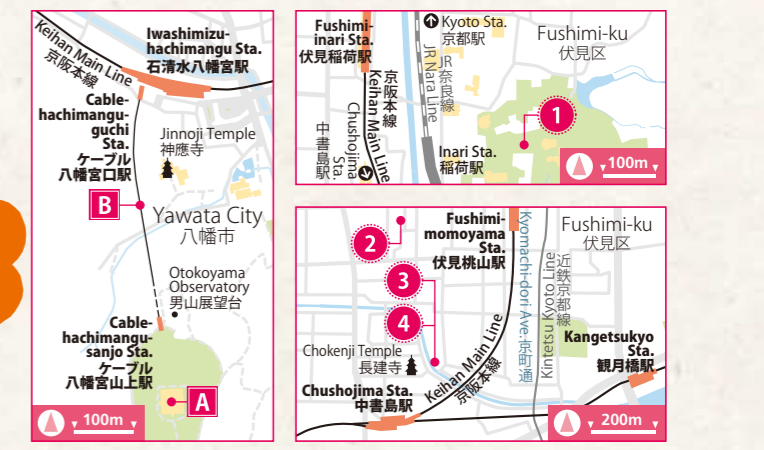 Keihan Main Line
京阪本線
Iwashimizu-
hachimangu Sta.
石清水八幡宮駅
Cable-
hachimangu-
guchi
Sta.
ケーブル
八幡宮口駅
Jinnoji Temple
神應寺
B
Yawata City
八幡市
Otokoyama
Observatory
男山展望台
Cable-
hachimangu-
sanjo Sta.
ケーブル
八幡宮山上駅
A
100m
Fushimi-
inari Sta.
伏見稲荷駅
Kyoto Sta.
京都駅
Fushimi-ku
伏見区
JR Nara Line
JR奈良線
京阪本線
Keihan Main Line
Chushojima
Sta.
中書島駅
Inari Sta.
稲荷駅
1
100m
2
Fushimi-
momoyama
Sta.
伏見桃山駅
Kyomachi-dori Ave. 京町通
Fushimi-ku
伏見区
近鉄京都線
Kintetsu Kyoto Line
3
4
Chokenji Temple
長建寺
Keihan Main Line
京阪本線
Chushojima Sta.
中書島駅
Kangetsukyo
Sta.
観月橋駅
200m